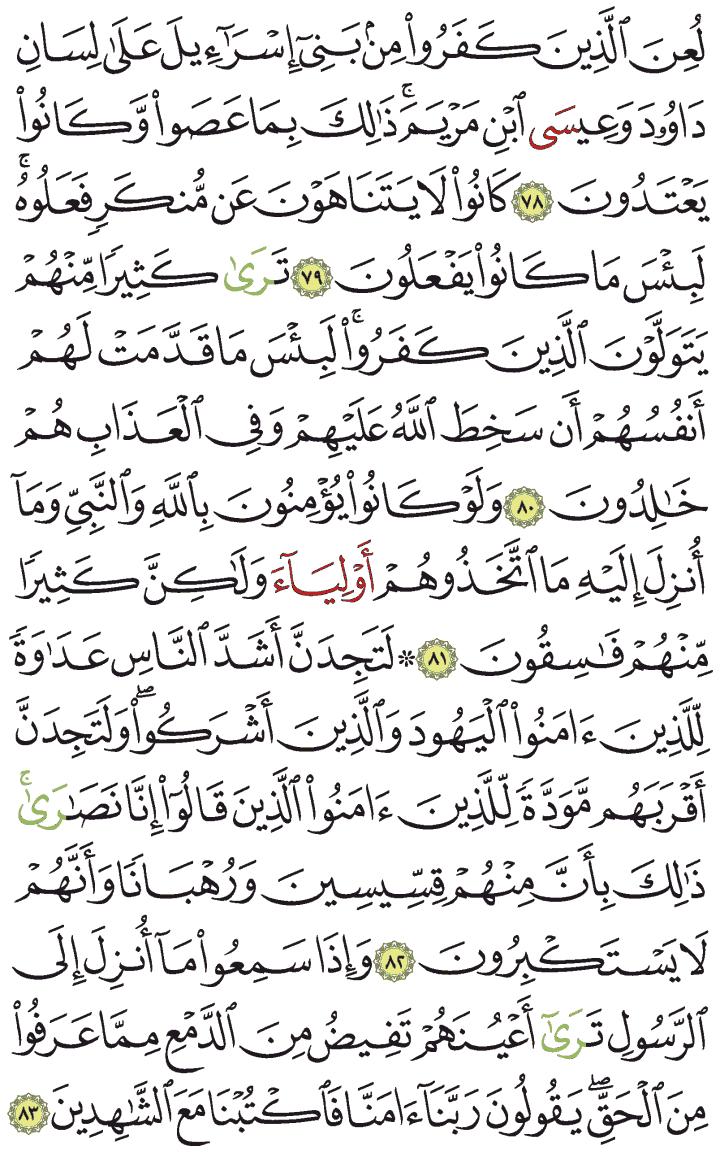 لُعِنَ ٱلَّذِينَ كَفَرُوا۟ مِنۢ بَنِىٓ إِسْرَٰٓءِيلَ عَلَىٰ لِسَانِ
دَاوُۥدَ وَعِيسَى ٱبْنِ مَرْيَمَ ۚ ذَٰلِكَ بِمَا عَصَوا۟ وَّكَانُوا۟
يَعْتَدُونَ ٧٨ كَانُوا۟ لَا يَتَنَاهَوْنَ عَن مُّنكَرٍ فَعَلُوهُ ۚ
لَبِئْسَ مَا كَانُوا۟ يَفْعَلُونَ ٧٩ تَرَىٰ كَثِيرًا مِّنْهُمْ
يَتَوَلَّوْنَ ٱلَّذِينَ كَفَرُوا۟ ۚ لَبِئْسَ مَا قَدَّمَتْ لَهُمْ
أَنفُسُهُمْ أَن سَخِطَ ٱللَّهُ عَلَيْهِمْ وَفِى ٱلْعَذَابِ هُمْ
خَٰلِدُونَ ٨٠ وَلَوْ كَانُوا۟ يُؤْمِنُونَ بِٱللَّهِ وَٱلنَّبِىِّ وَمَآ
أُنزِلَ إِلَيْهِ مَا ٱتَّخَذُوهُمْ أَوْلِيَآءَ وَلَٰكِنَّ كَثِيرًا
مِّنْهُمْ فَٰسِقُونَ ٨١ * لَتَجِدَنَّ أَشَدَّ ٱلنَّاسِ عَدَٰوَةً
لِّلَّذِينَ ءَامَنُوا۟ ٱلْيَهُودَ وَٱلَّذِينَ أَشْرَكُوا۟ ۖ وَلَتَجِدَنَّ
أَقْرَبَهُم مَّوَدَّةً لِّلَّذِينَ ءَامَنُوا۟ ٱلَّذِينَ قَالُوٓا۟ إِنَّا نَصَٰرَىٰ ۚ
ذَٰلِكَ بِأَنَّ مِنْهُمْ قِسِّيسِينَ وَرُهْبَانًا وَأَنَّهُمْ
لَا يَسْتَكْبِرُونَ ٨٢ وَإِذَا سَمِعُوا۟ مَآ أُنزِلَ إِلَى
ٱلرَّسُولِ تَرَىٰٓ أَعْيُنَهُمْ تَفِيضُ مِنَ ٱلدَّمْعِ مِمَّا عَرَفُوا۟
مِنَ ٱلْحَقِّ ۖ يَقُولُونَ رَبَّنَآ ءَامَنَّا فَٱكْتُبْنَا مَعَ ٱلشَّٰهِدِينَ ٨٣